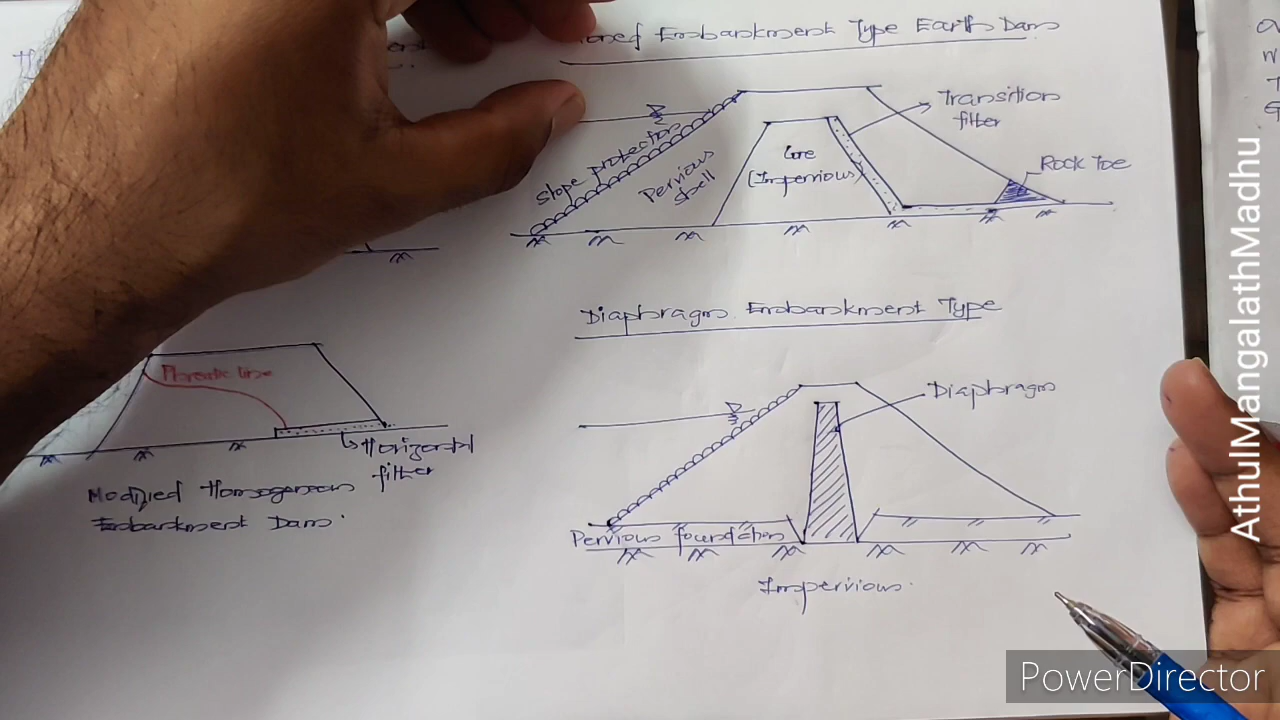 Embankment Type Earth Dam
Transition
filter
Rock Toe
slope protection
Pervious
shell
Core
(Impervious)
Diaphragm Embankment Type
Diaphragm
Pervious foundation
Impervious.
Phreatic line
Horizontal
filter
Modified Homogeneous
Embankment Dam.
AthulMangalathMadhu
PowerDirector